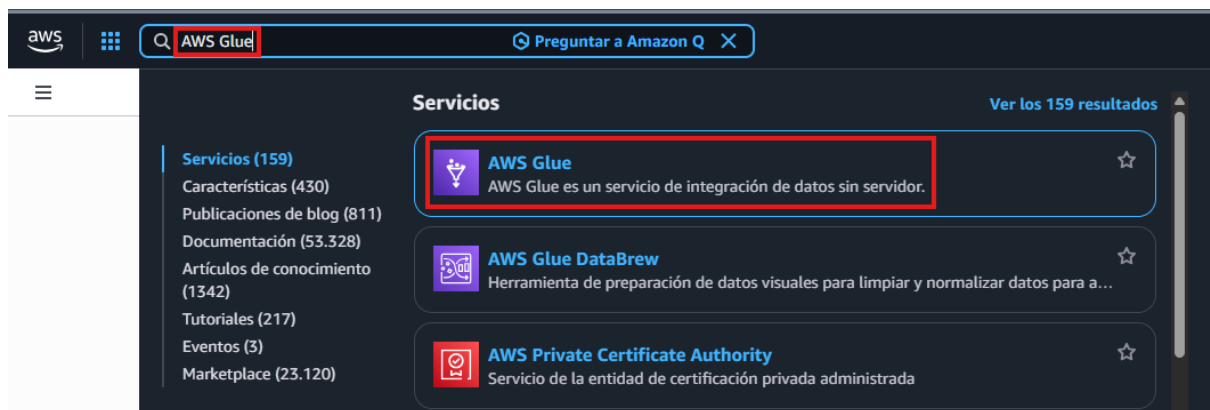 aws
AWS Glue
Preguntar a Amazon Q
Servicios
Ver los 159 resultados
Servicios (159)
Características (430)
Publicaciones de blog (811)
Documentación (53.328)
Artículos de conocimiento
(1342)
Tutoriales (217)
Eventos (3)
Marketplace (23.120)
AWS Glue
AWS Glue es un servicio de integración de datos sin servidor.
AWS Glue DataBrew
Herramienta de preparación de datos visuales para limpiar y normalizar datos para a...
AWS Private Certificate Authority
Servicio de la entidad de certificación privada administrada